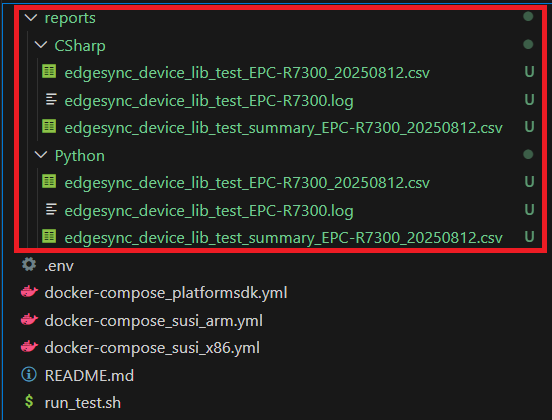 reports
CSharp
edgesync_device_lib_test_EPC-R7300_20250812.csv U
edgesync_device_lib_test_EPC-R7300.log U
edgesync_device_lib_test_summary_EPC-R7300_20250812.csv U
Python
edgesync_device_lib_test_EPC-R7300_20250812.csv U
edgesync_device_lib_test_EPC-R7300.log U
edgesync_device_lib_test_summary_EPC-R7300_20250812.csv U
.env
docker-compose_platformsdk.yml
docker-compose_susi_arm.yml
docker-compose_susi_x86.yml
README.md
$ run_test.sh